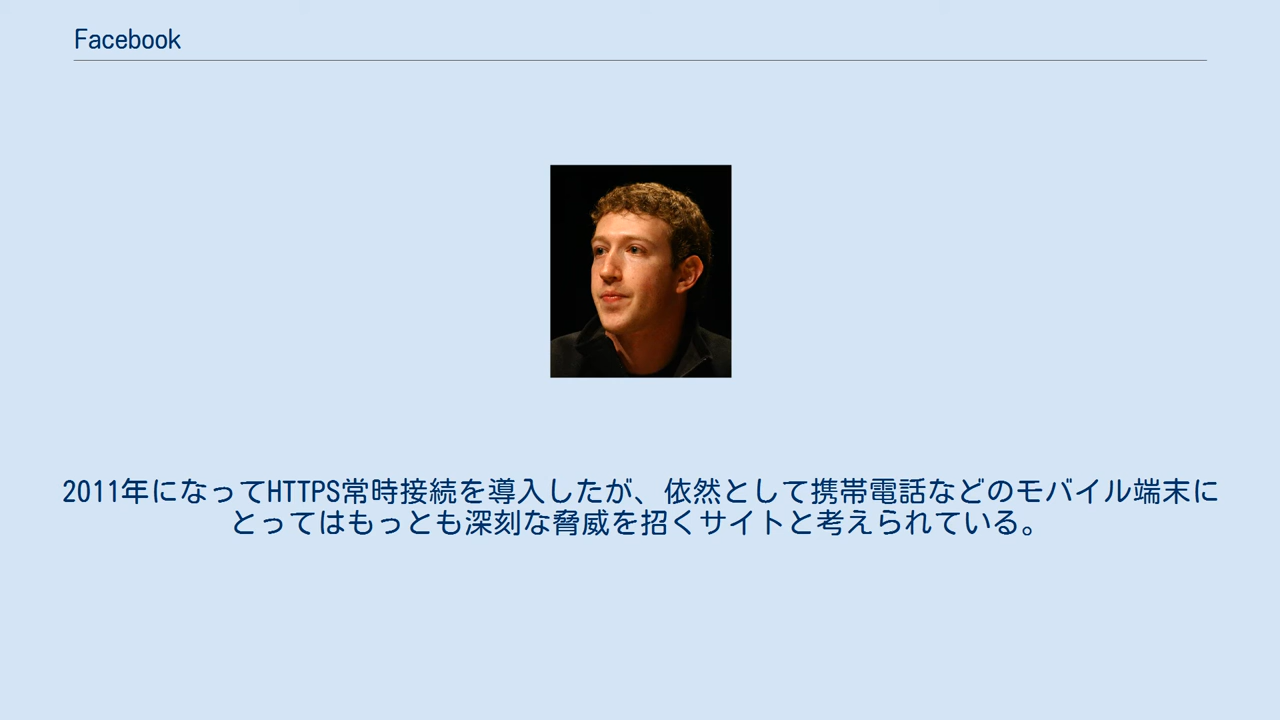 Facebook
2011年になってHTTPS常時接続を導入したが、依然として携帯電話などのモバイル端末に
とってはもっとも深刻な脅威を招くサイトと考えられている。